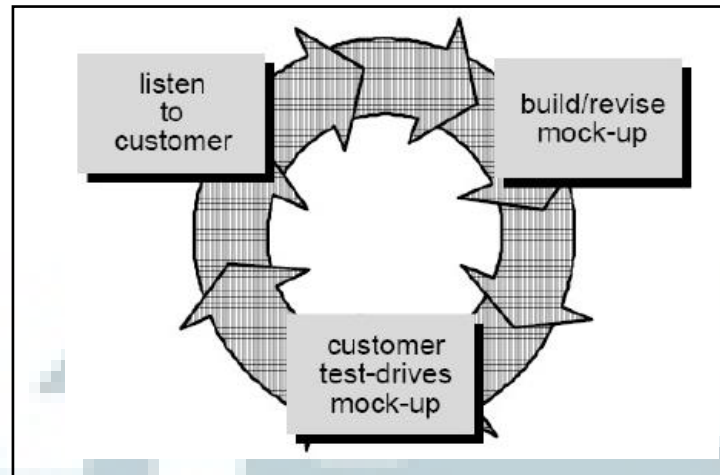 listen
to
customer
build/revise
mock-up
customer
test-drives
mock-up